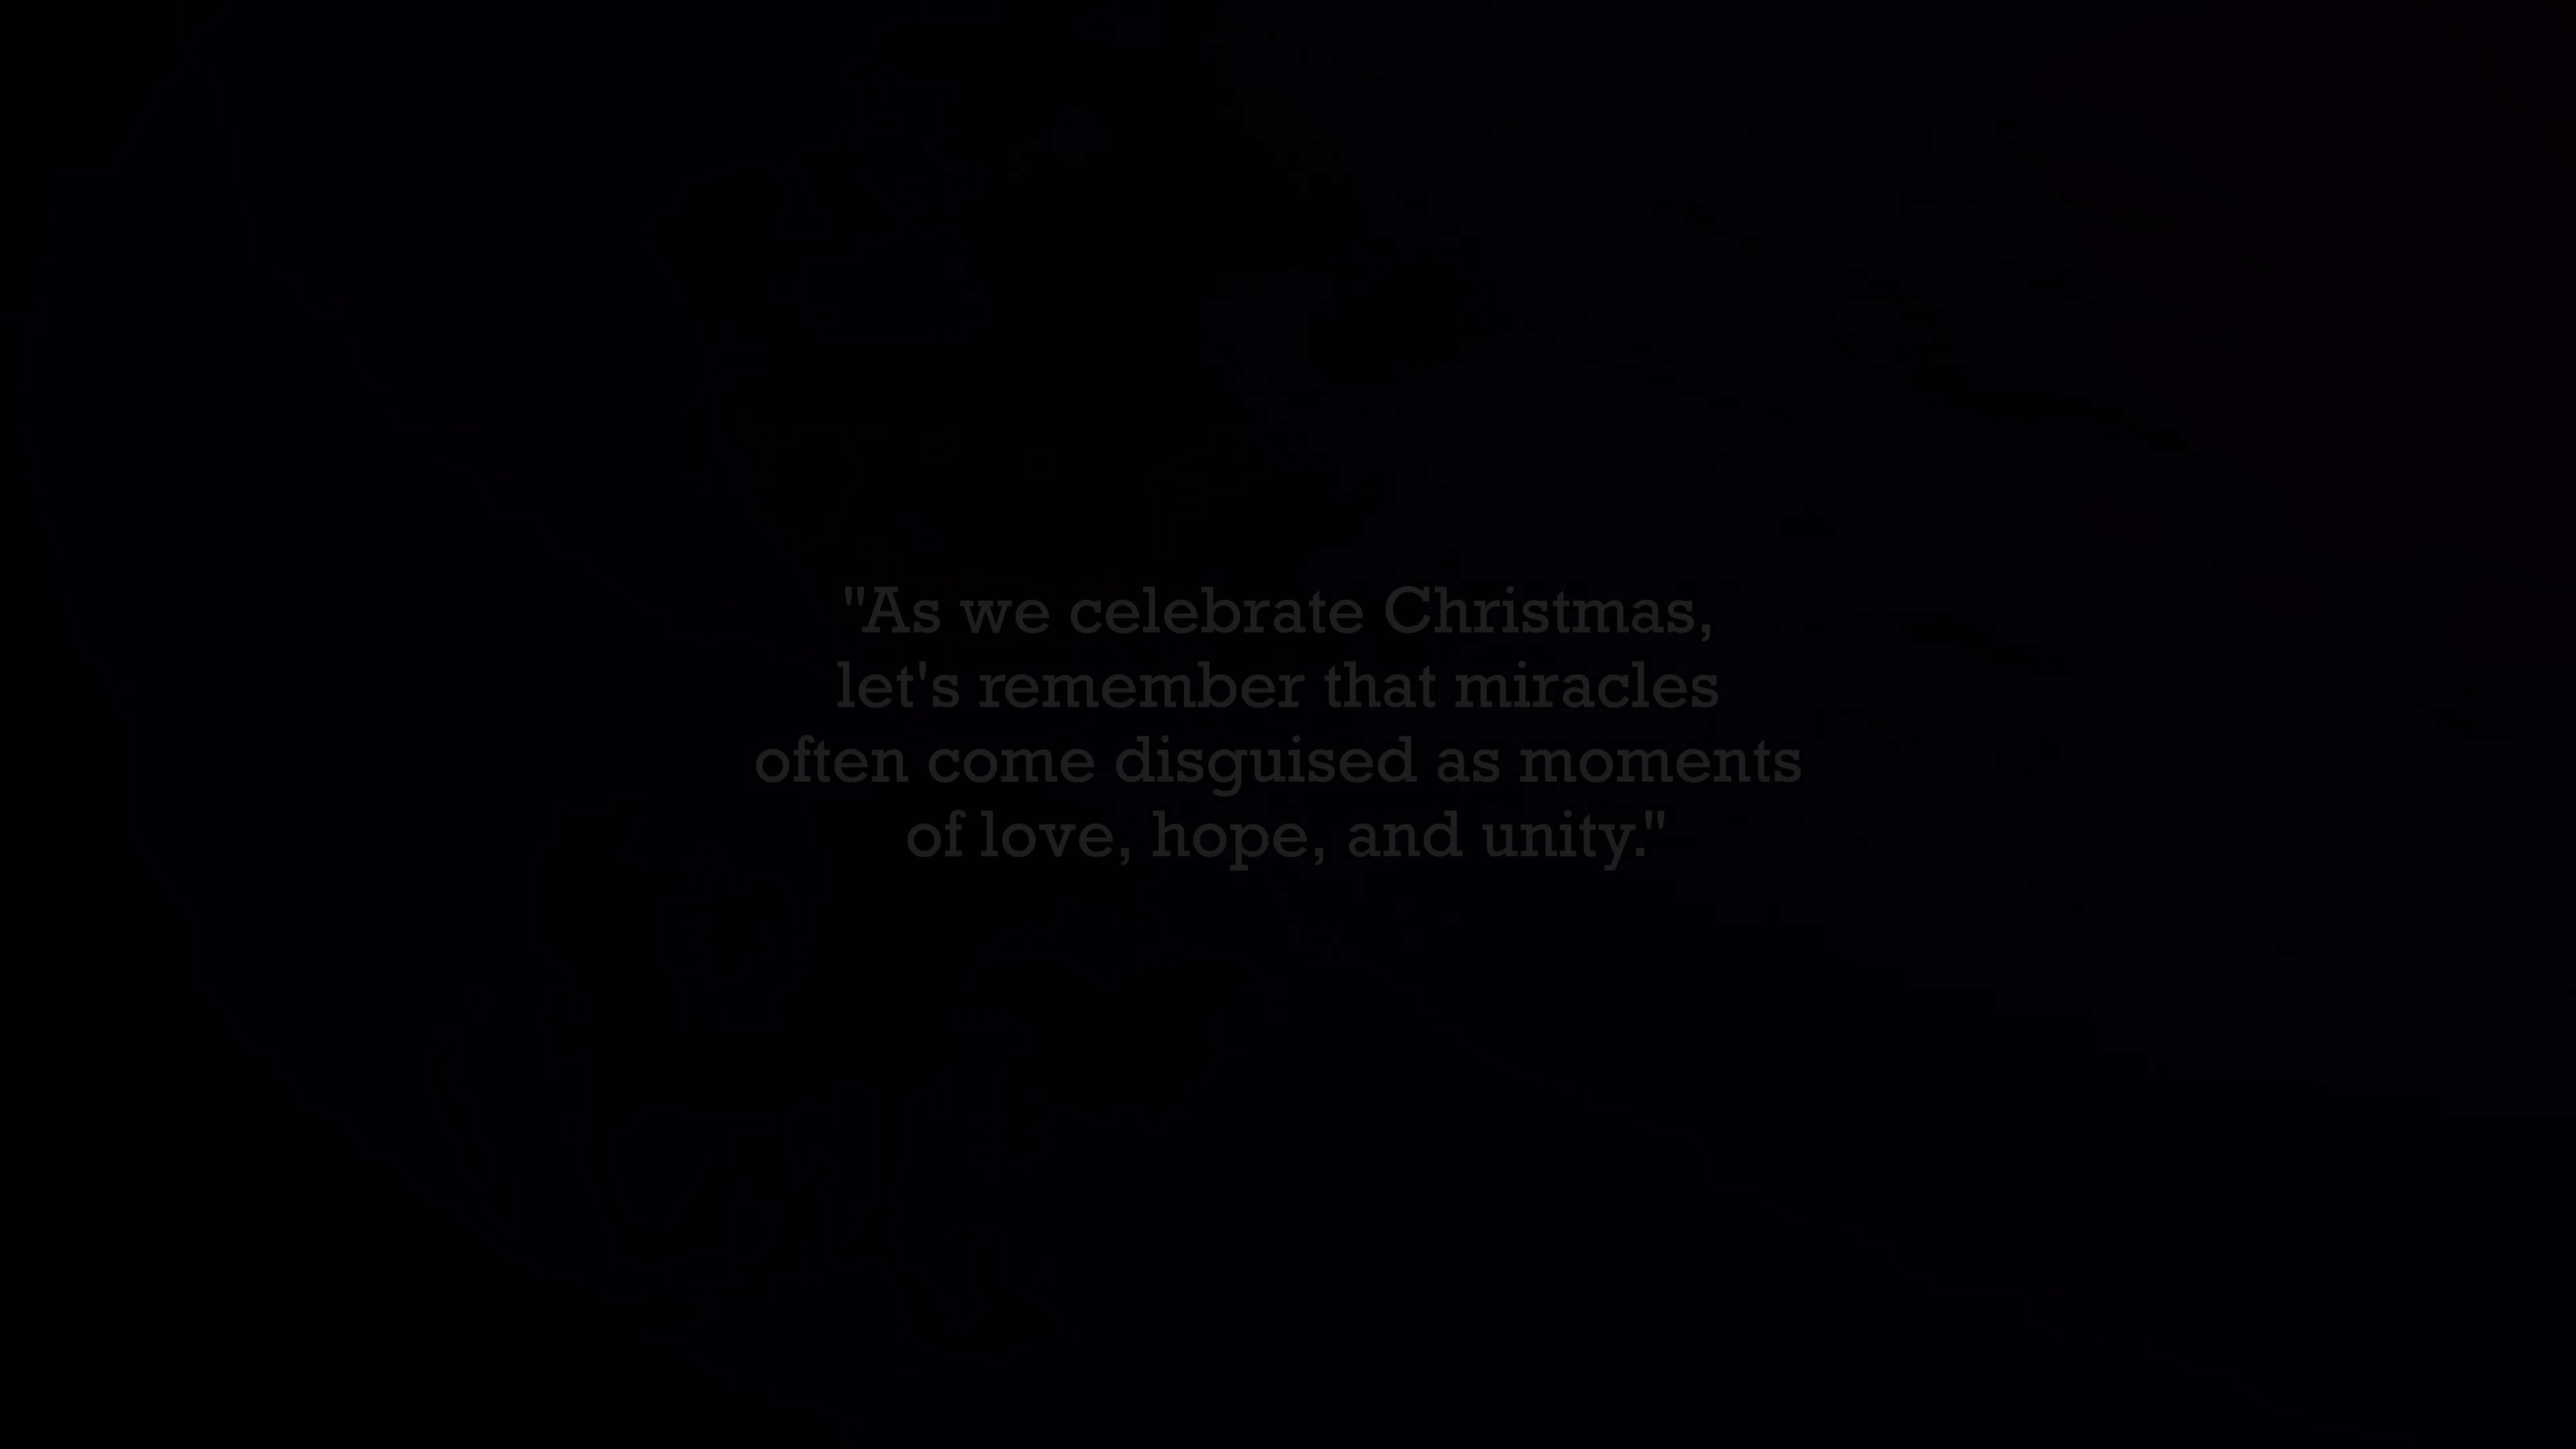 "As we celebrate Christmas,
let's remember that miracles
often come disguised as moments
of love, hope, and unity."